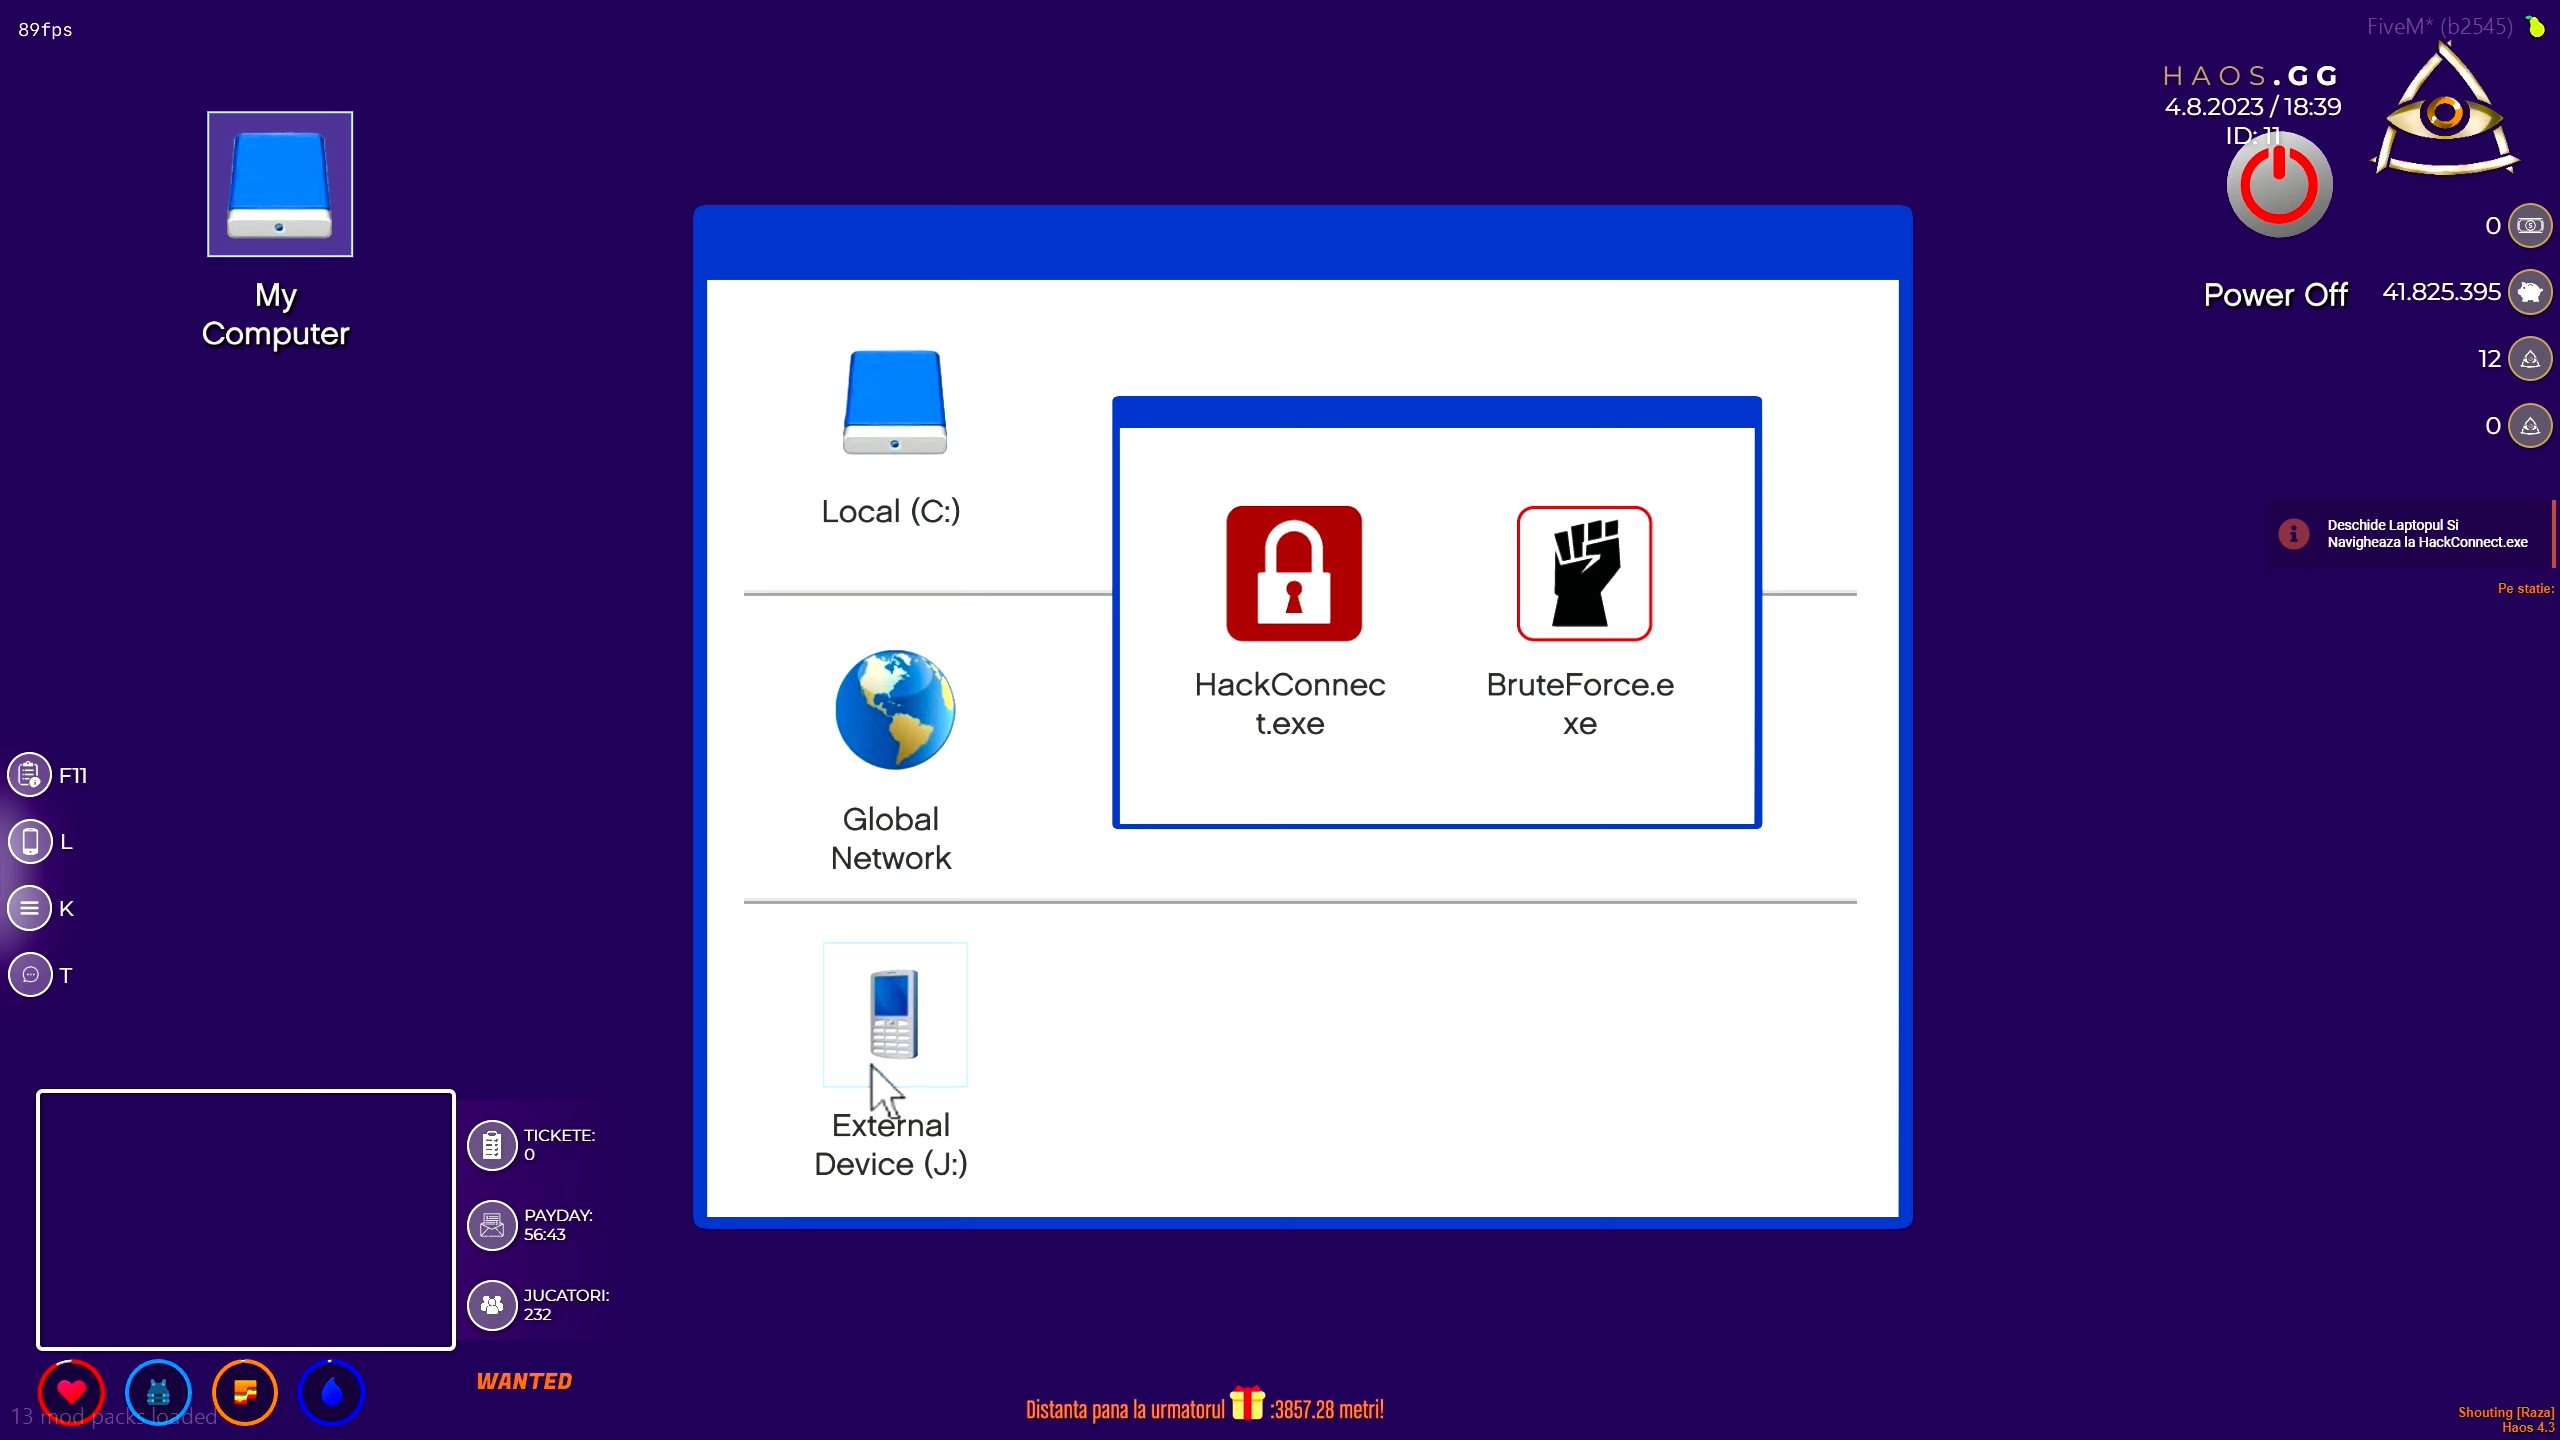 89fps
FiveM* (b2545)
HAOS.GG
4.8.2023 / 18:39
ID: 11
My
Computer
Power Off
0
41.825.395
12
0
Local (C:)
HackConnec
t.exe
BruteForce.e
xe
Deschide Laptopul Si
Navigheaza la HackConnect.exe
Pe statie:
Global
Network
External
Device (J:)
F11
L
K
T
TICKETE:
0
PAYDAY:
56:43
JUCATORI:
232
WANTED
13 mod packs loaded
Distanta pana la urmatorul :3857.28 metri!
Shouting [Raza]
Haos 4.3